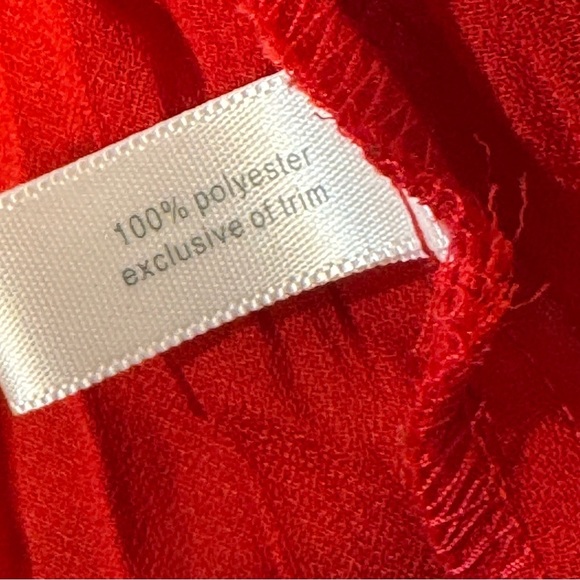 100% polyester
exclusive of trim